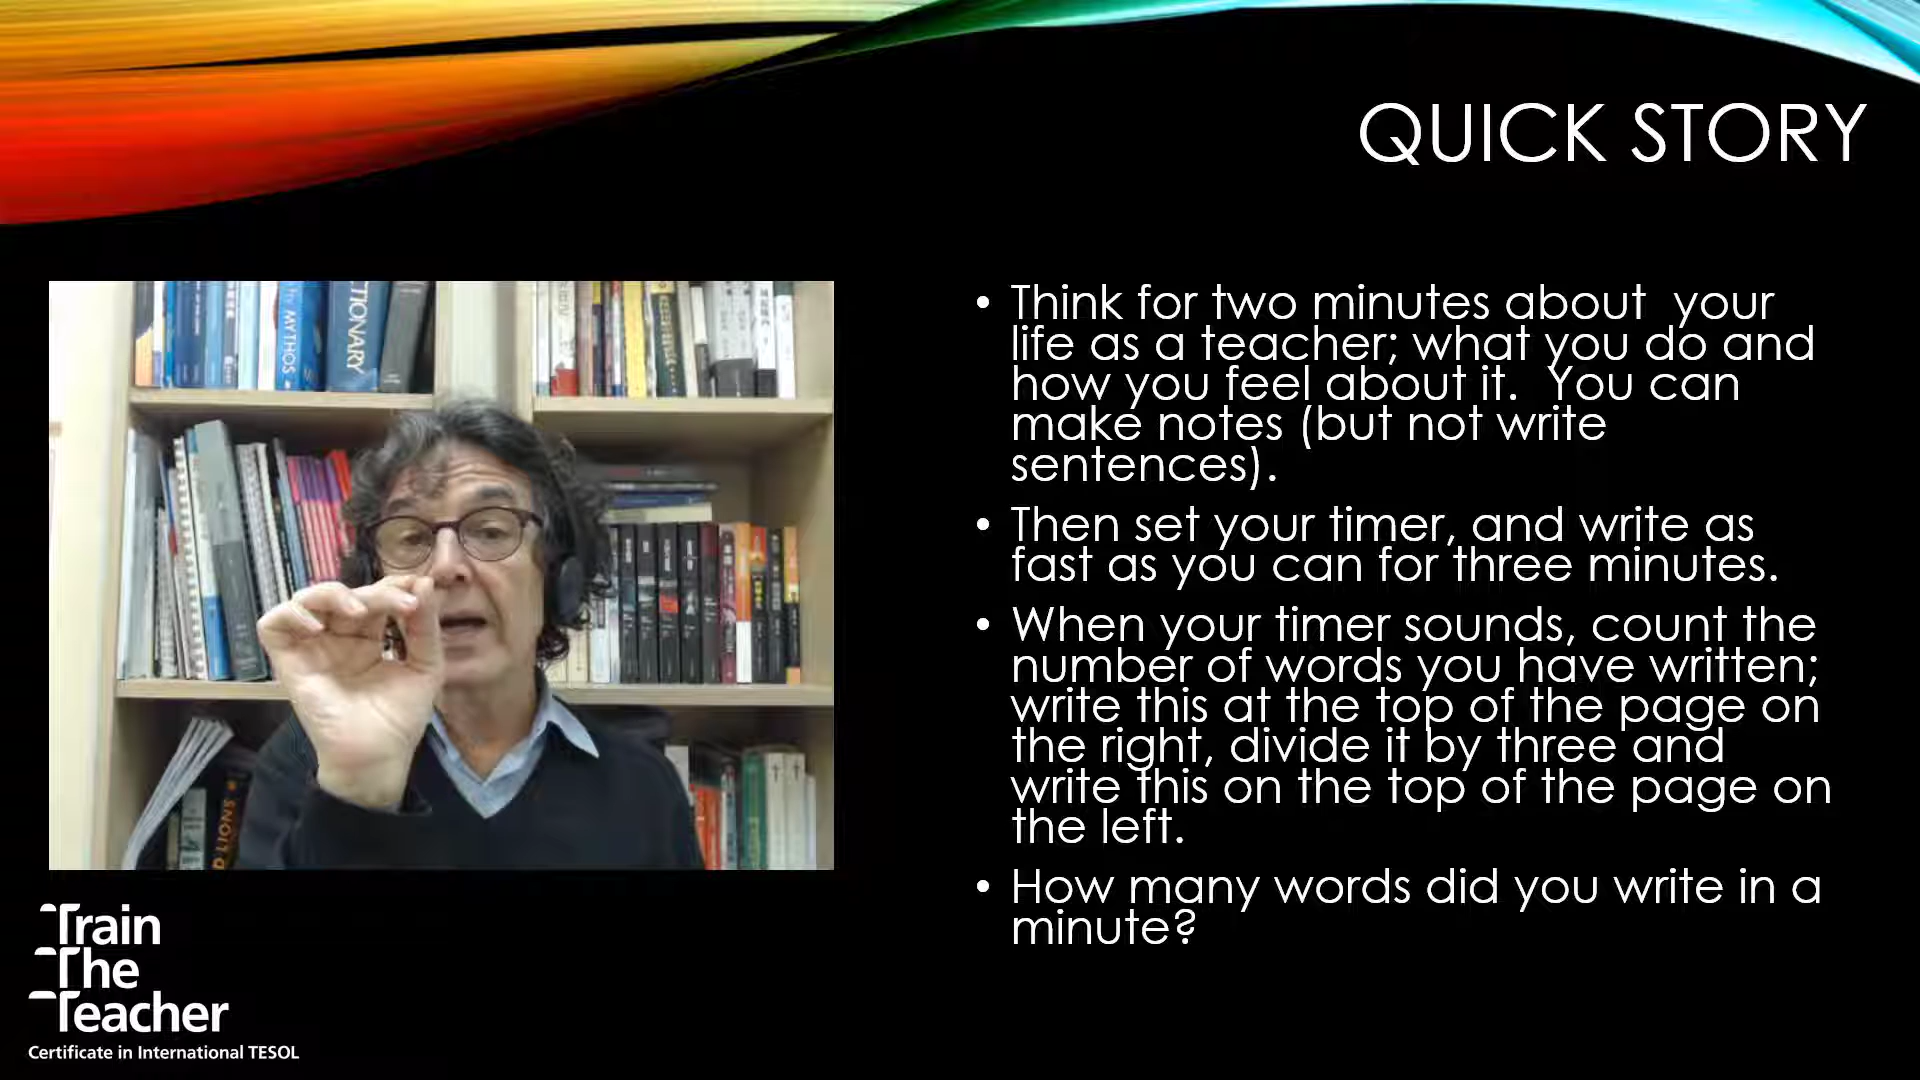 QUICK STORY
• Think for two minutes about your
life as a teacher; what you do and
how you feel about it. You can
make notes (but not write
sentences).
• Then set your timer, and write as
fast as you can for three minutes.
• When your timer sounds, count the
number of words you have written;
write this at the top of the page on
the right, divide it by three and
write this on the top of the page on
the left.
• How many words did you write in a
minute?
MYTHOS
CTIONARY
D LIONS
Train
The
Teacher
Certificate in International TESOL